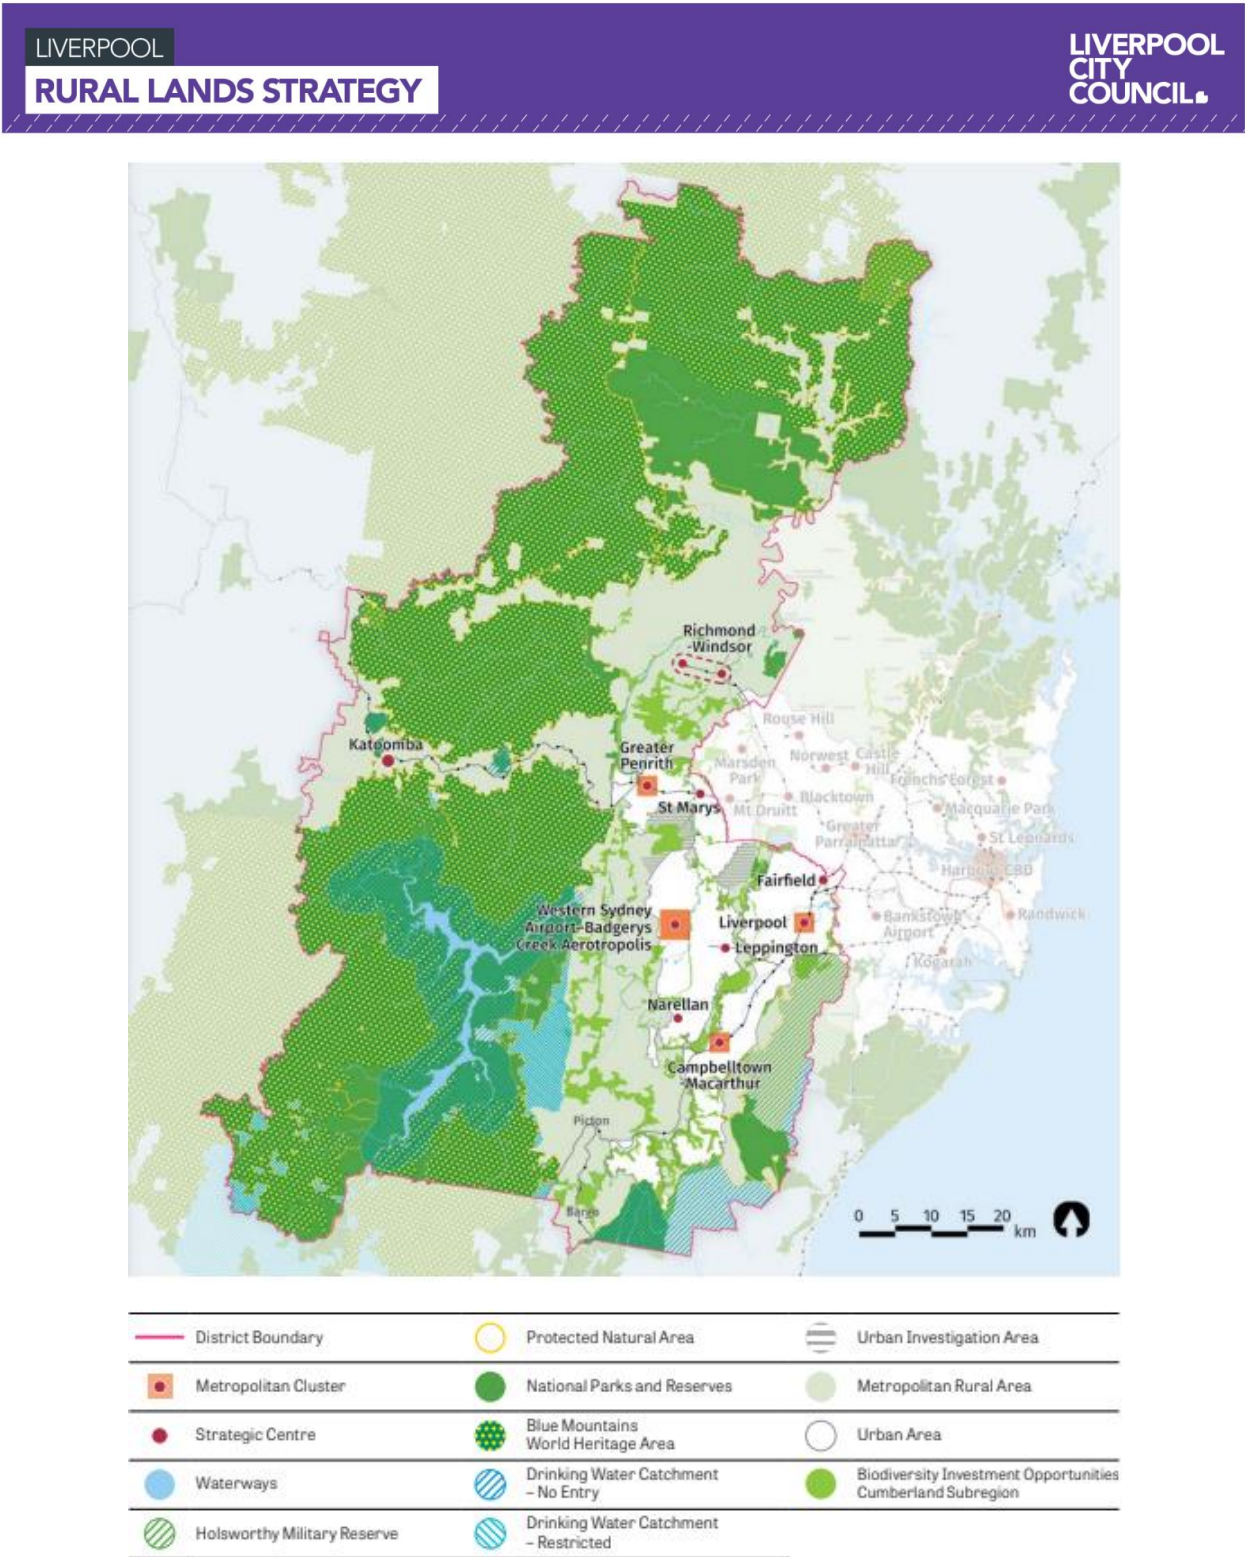 LIVERPOOL
RURAL LANDS STRATEGY
LIVERPOOL
CITY
COUNCIL
Richmond
-Windsor
Rouse Hill
Katoomba
Greater
Penrith
Marsden
Park
Norwest
Castle
Hill
Frenchs Forest
St Marys
Mt Druitt
Blacktown
Macquarie Park
Greater
Parramatta
St Leonards
Harbour CBD
Fairfield
Western Sydney
Airport-Badgerys
Creek Aerotropolis
Liverpool
Bankstown
Airport
Randwick
Leppington
Kogarah
Narellan
Campbelltown
-Macarthur
Picton
Bargo
0 5 10 15 20
km
District Boundary
Protected Natural Area
Urban Investigation Area
Metropolitan Cluster
National Parks and Reserves
Metropolitan Rural Area
Strategic Centre
Blue Mountains
World Heritage Area
Urban Area
Waterways
Drinking Water Catchment
– No Entry
Biodiversity Investment Opportunities
Cumberland Subregion
Holsworthy Military Reserve
Drinking Water Catchment
– Restricted